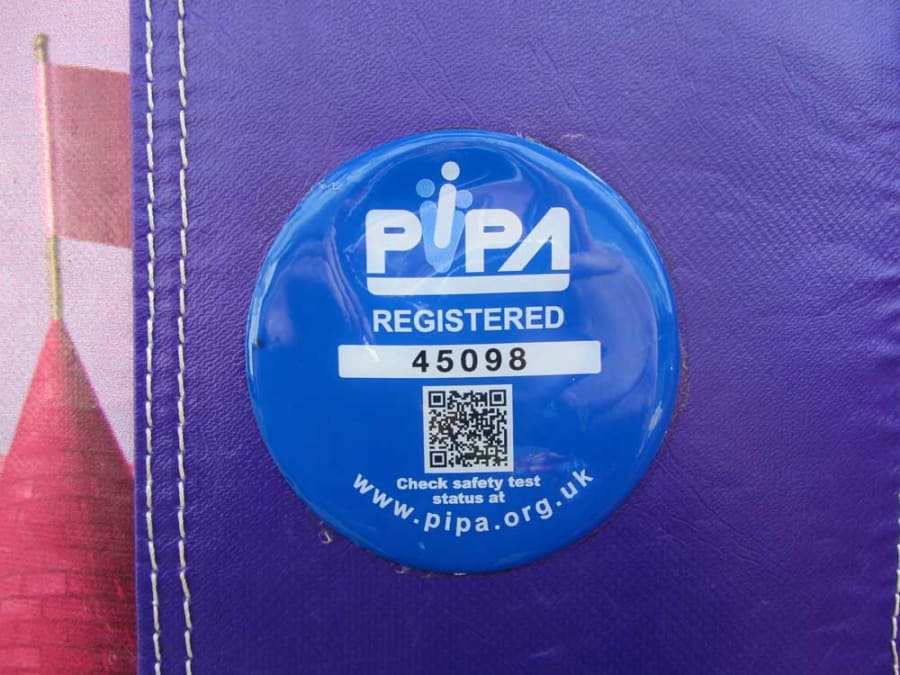 PiPA
REGISTERED
45098
Check safety test
status at
www.pipa.org.uk